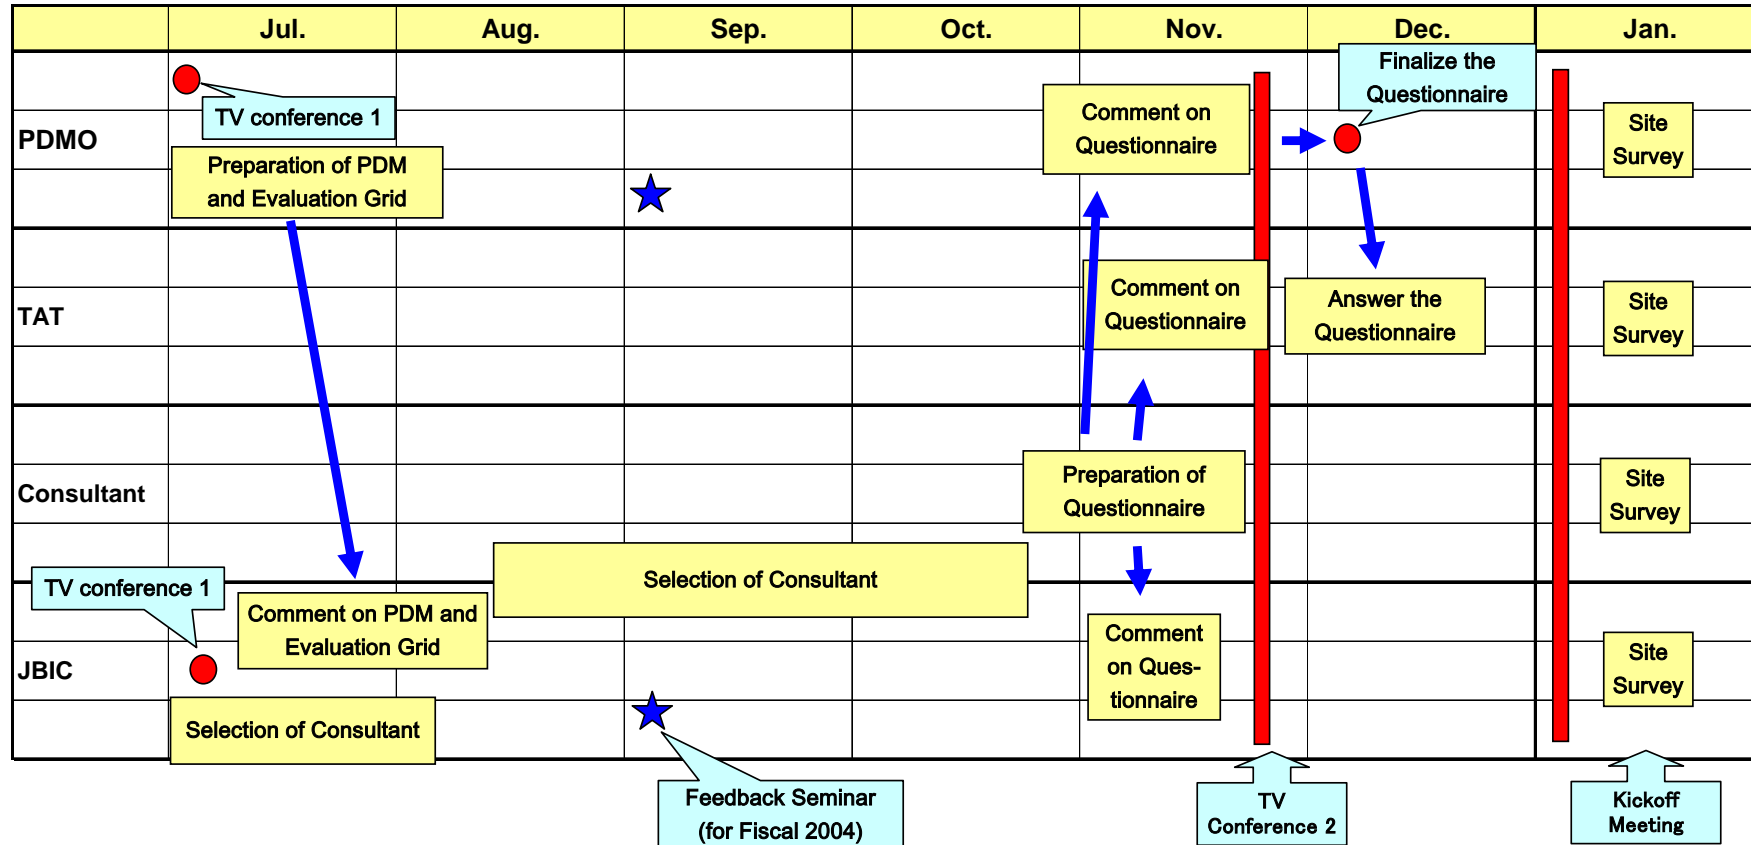 Jul.
Aug.
Sep.
Oct.
Nov.
Dec.
Jan.
PDMO
TV conference 1
Preparation of PDM
and Evaluation Grid
Comment on
Questionnaire
Finalize the
Questionnaire
Site
Survey
TAT
Comment on
Questionnaire
Answer the
Questionnaire
Site
Survey
Consultant
Preparation of
Questionnaire
Site
Survey
Selection of Consultant
JBIC
TV conference 1
Comment on PDM and
Evaluation Grid
Selection of Consultant
Comment
on Ques-
tionnaire
Site
Survey
Feedback Seminar
(for Fiscal 2004)
TV
Conference 2
Kickoff
Meeting